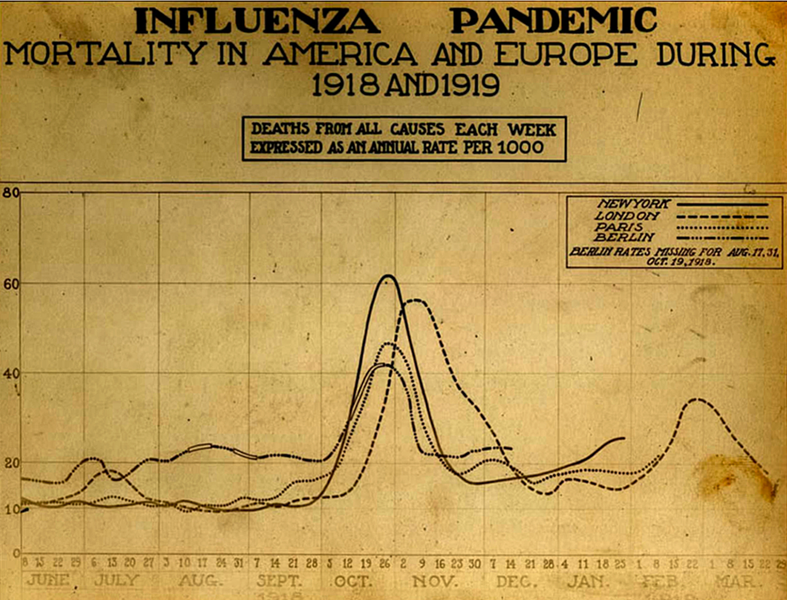 INFLUENZA PANDEMIC
MORTALITY IN AMERICA AND EUROPE DURING
1918 AND 1919
DEATHS FROM ALL CAUSES EACH WEEK
EXPRESSED AS AN ANNUAL RATE PER 1000
80
NEW YORK
LONDON
PARIS
BERLIN
BERLIN RATES MISSING FOR AUG. 17, 31,
OCT. 19, 1918.
60
40
20
10
0
8 15 22 29 6 13 20 27 3 10 17 24 31 7 14 21 28 5 12 19 26 2 9 16 23 30 7 14 21 28 4 11 18 25 1 8 15 22 1 8 15 22 29
JUNE JULY AUG. SEPT. OCT. NOV. DEC. JAN. FEB. MAR.
1918